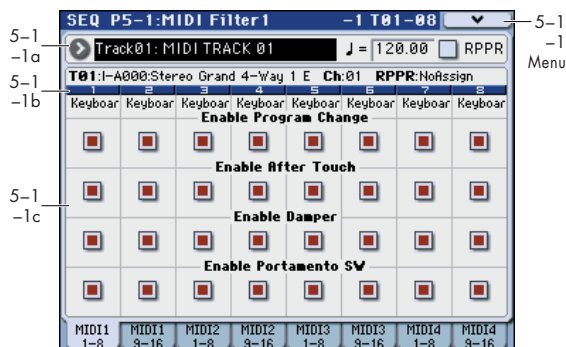 SEQ P5-1:MIDI Filter1 -1 T01-08
5-1
-1
Menu
5-1
-1a
Track01: MIDI TRACK 01 ♩ = 120.00 RPPR
T01:I-A000:Stereo Grand 4-Way 1 E Ch:01 RPPR:NoAssign
5-1
-1b
1 2 3 4 5 6 7 8
Keyboar Keyboar Keyboar Keyboar Keyboar Keyboar Keyboar Keyboar
Enable Program Change
Enable After Touch
5-1
-1c
Enable Damper
Enable Portamento SW
MIDI1 1-8 MIDI1 9-16 MIDI2 1-8 MIDI2 9-16 MIDI3 1-8 MIDI3 9-16 MIDI4 1-8 MIDI4 9-16